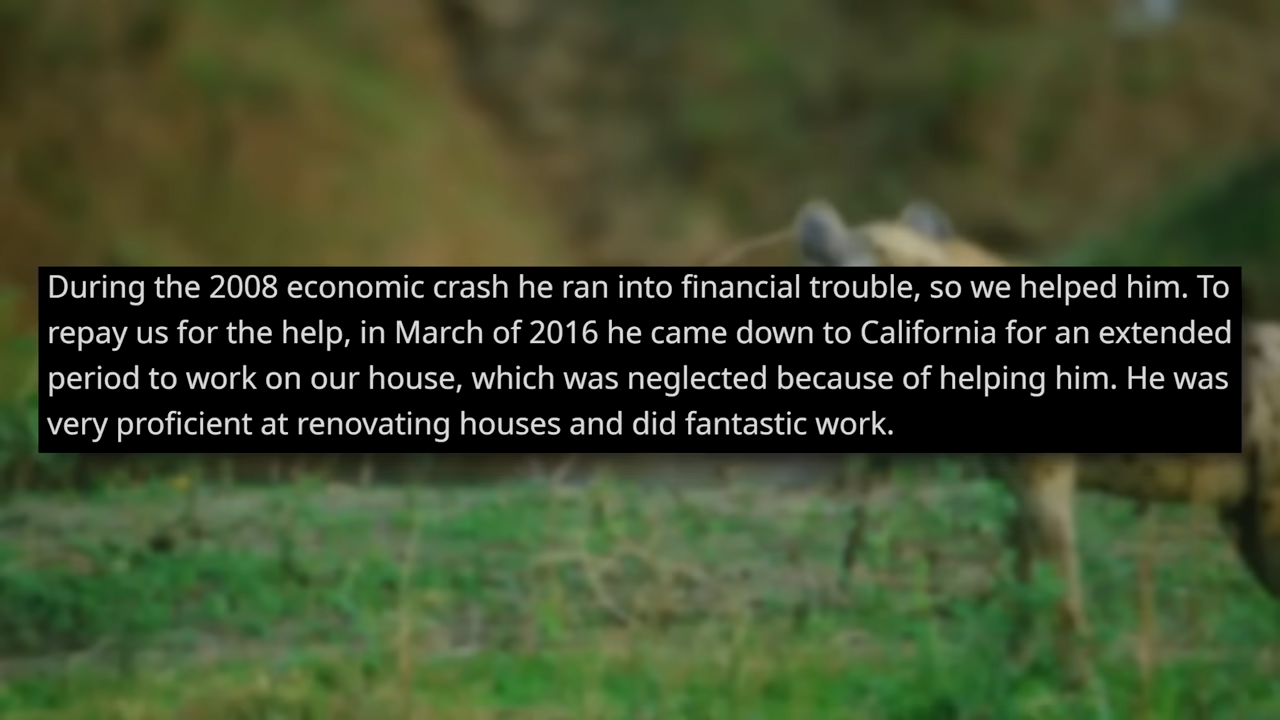 During the 2008 economic crash he ran into financial trouble, so we helped him. To
repay us for the help, in March of 2016 he came down to California for an extended
period to work on our house, which was neglected because of helping him. He was
very proficient at renovating houses and did fantastic work.